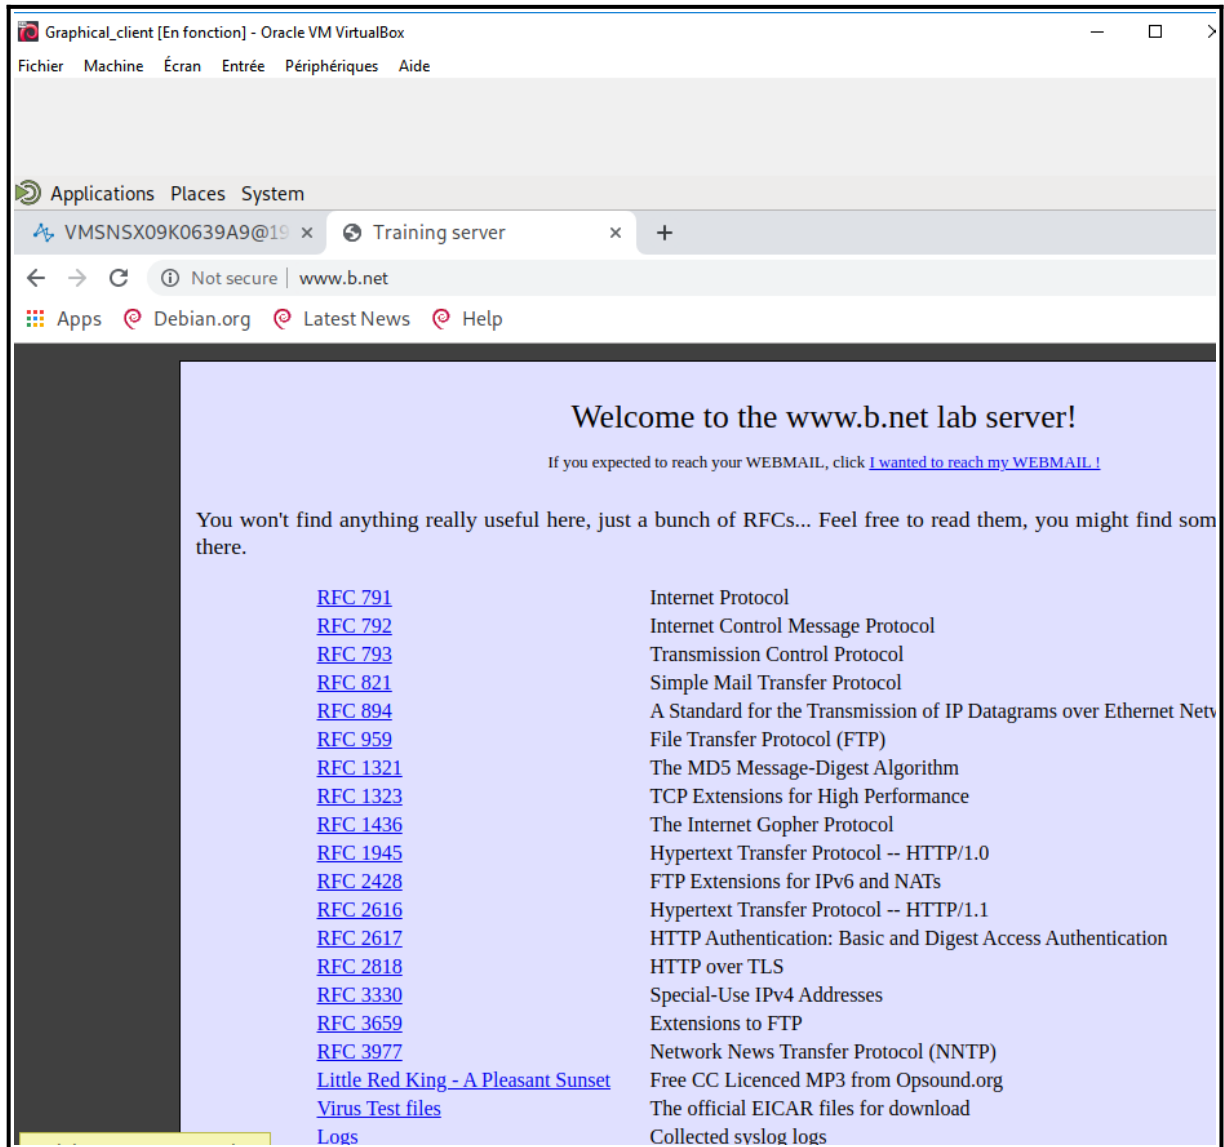 Graphical_client [En fonction] - Oracle VM VirtualBox
Fichier Machine Écran Entrée Périphériques Aide
Applications Places System
VMSNSX09K0639A9@19 Training server
Not secure www.b.net
Apps Debian.org Latest News Help
Welcome to the www.b.net lab server!
If you expected to reach your WEBMAIL, click I wanted to reach my WEBMAIL !
You won't find anything really useful here, just a bunch of RFCs... Feel free to read them, you might find som
there.
RFC 791 Internet Protocol
RFC 792 Internet Control Message Protocol
RFC 793 Transmission Control Protocol
RFC 821 Simple Mail Transfer Protocol
RFC 894 A Standard for the Transmission of IP Datagrams over Ethernet Netw
RFC 959 File Transfer Protocol (FTP)
RFC 1321 The MD5 Message-Digest Algorithm
RFC 1323 TCP Extensions for High Performance
RFC 1436 The Internet Gopher Protocol
RFC 1945 Hypertext Transfer Protocol -- HTTP/1.0
RFC 2428 FTP Extensions for IPv6 and NATs
RFC 2616 Hypertext Transfer Protocol -- HTTP/1.1
RFC 2617 HTTP Authentication: Basic and Digest Access Authentication
RFC 2818 HTTP over TLS
RFC 3330 Special-Use IPv4 Addresses
RFC 3659 Extensions to FTP
RFC 3977 Network News Transfer Protocol (NNTP)
Little Red King - A Pleasant Sunset Free CC Licenced MP3 from Opsound.org
Virus Test files The official EICAR files for download
Logs Collected syslog logs